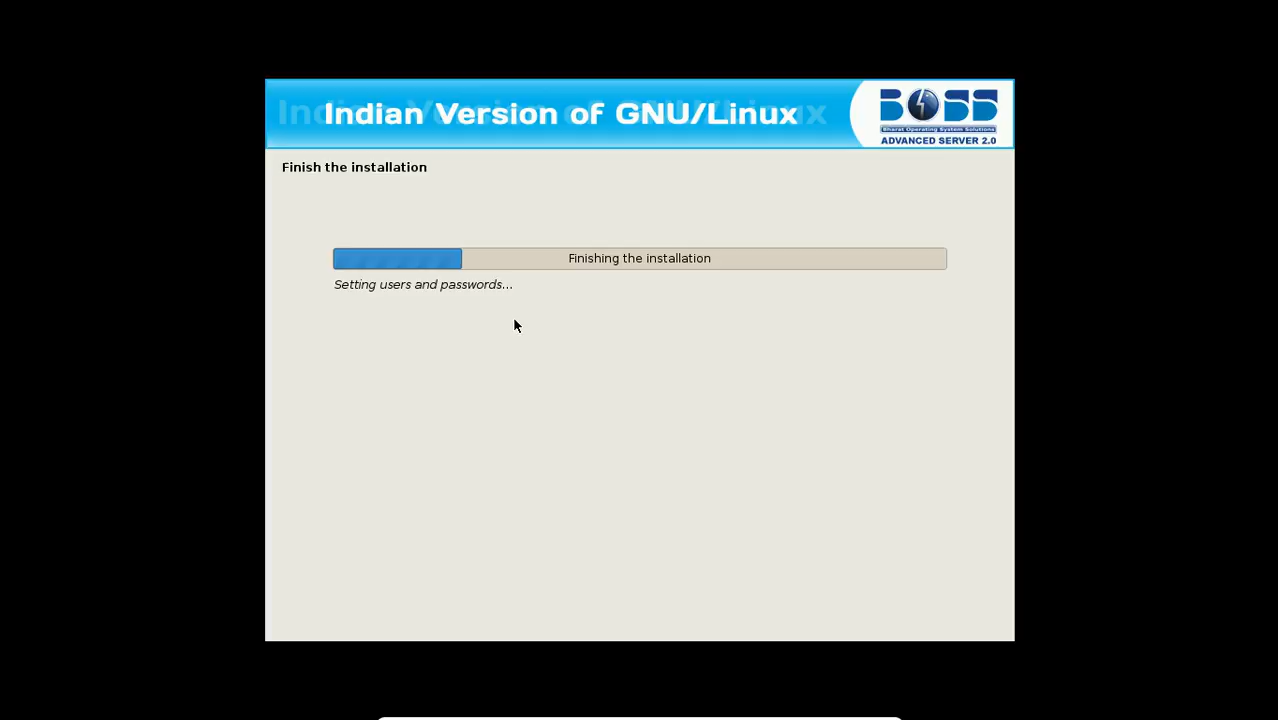 Indian Version of GNU/Linux
BOSS
Bharat Operating System Solutions
ADVANCED SERVER 2.0
Finish the installation
Finishing the installation
Setting users and passwords...